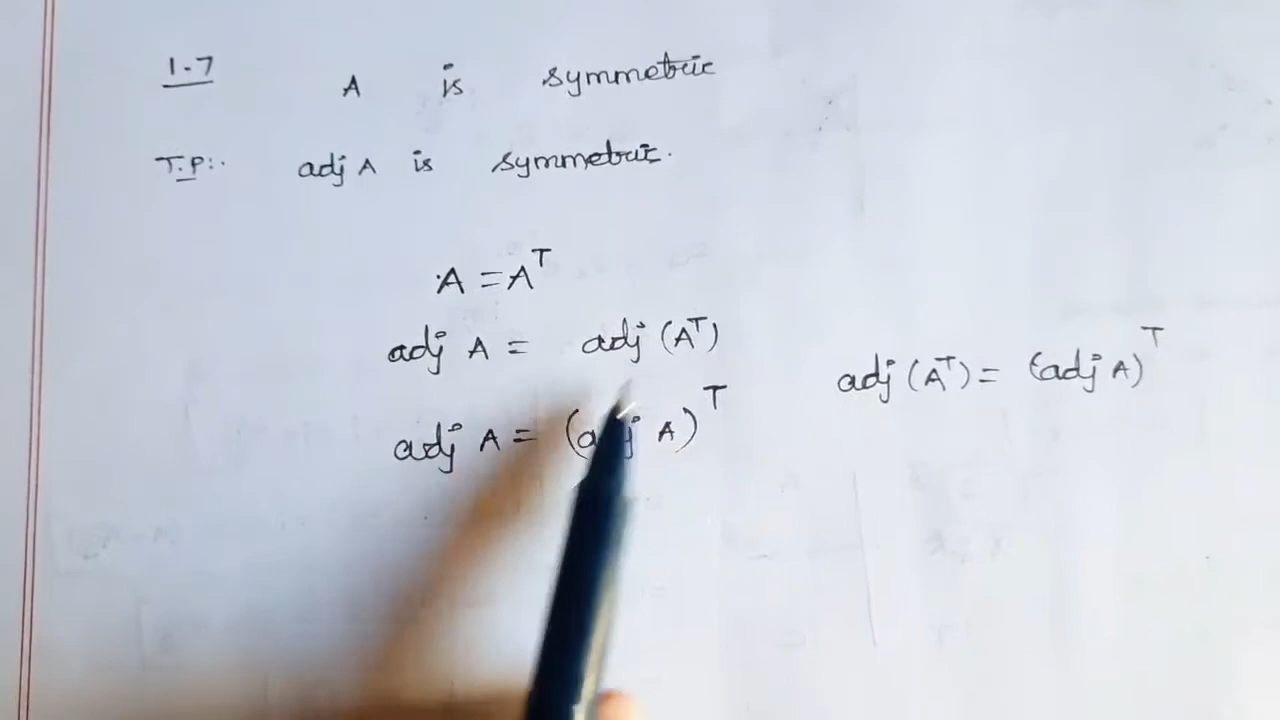 1.7 A is symmetric
T.P:. adj A is symmetric.
A = A^T
adj A = adj (A^T)
adj (A^T) = (adj A)^T
adj A = (adj A)^T